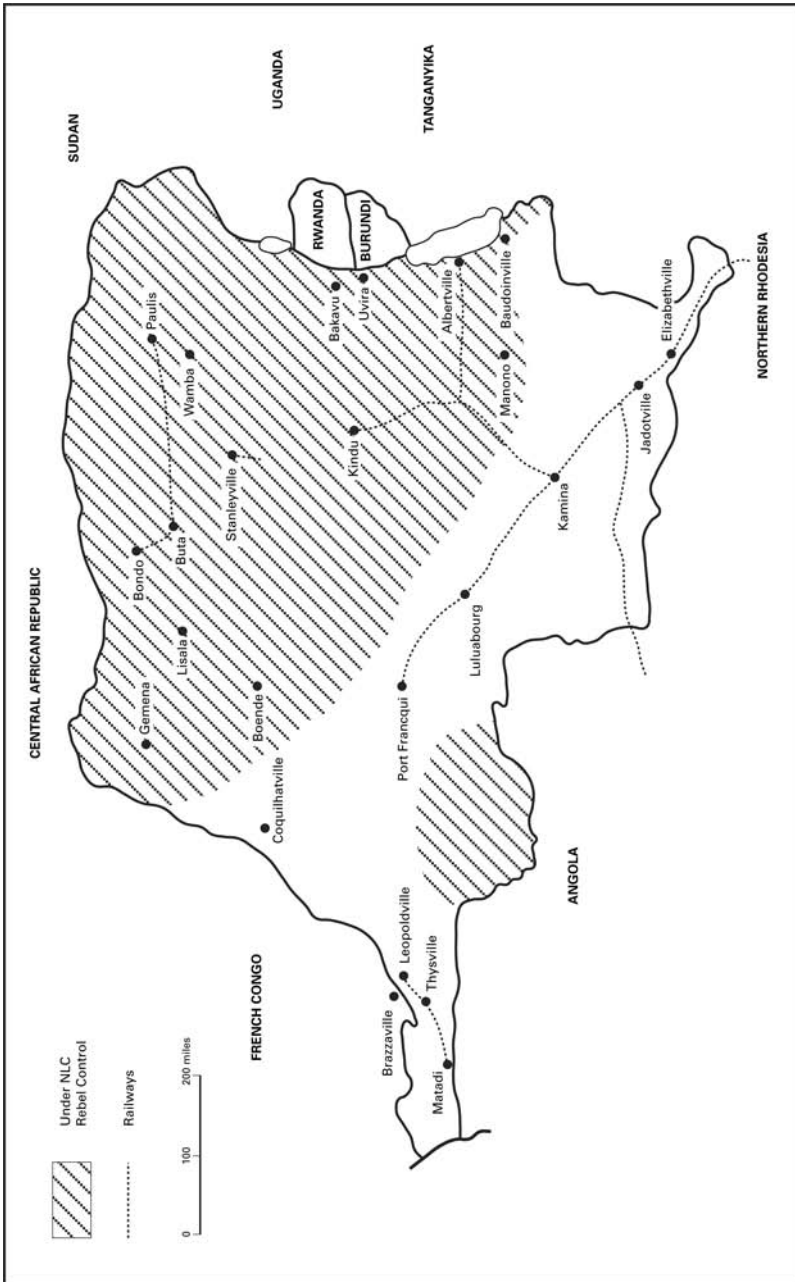 CENTRAL AFRICAN REPUBLIC
SUDAN
UGANDA
TANGANYIKA
RWANDA
BURUNDI
FRENCH CONGO
ANGOLA
NORTHERN RHODESIA
Gemena
Lisala
Bondo
Buta
Paulis
Wamba
Stanleyville
Boende
Coquilhatville
Kindu
Bakavu
Uvira
Albertville
Baudoinville
Manono
Port Francqui
Luluabourg
Kamina
Jadotville
Elizabethville
Brazzaville
Leopoldville
Thysville
Matadi
Under NLC
Rebel Control
Railways
0 100 200 miles